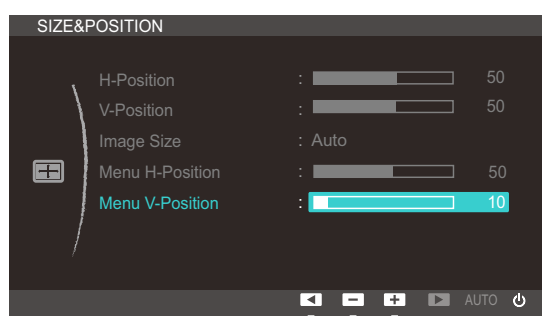 SIZE&POSITION
H-Position : 50
V-Position : 50
Image Size : Auto
Menu H-Position : 50
Menu V-Position : 10
AUTO